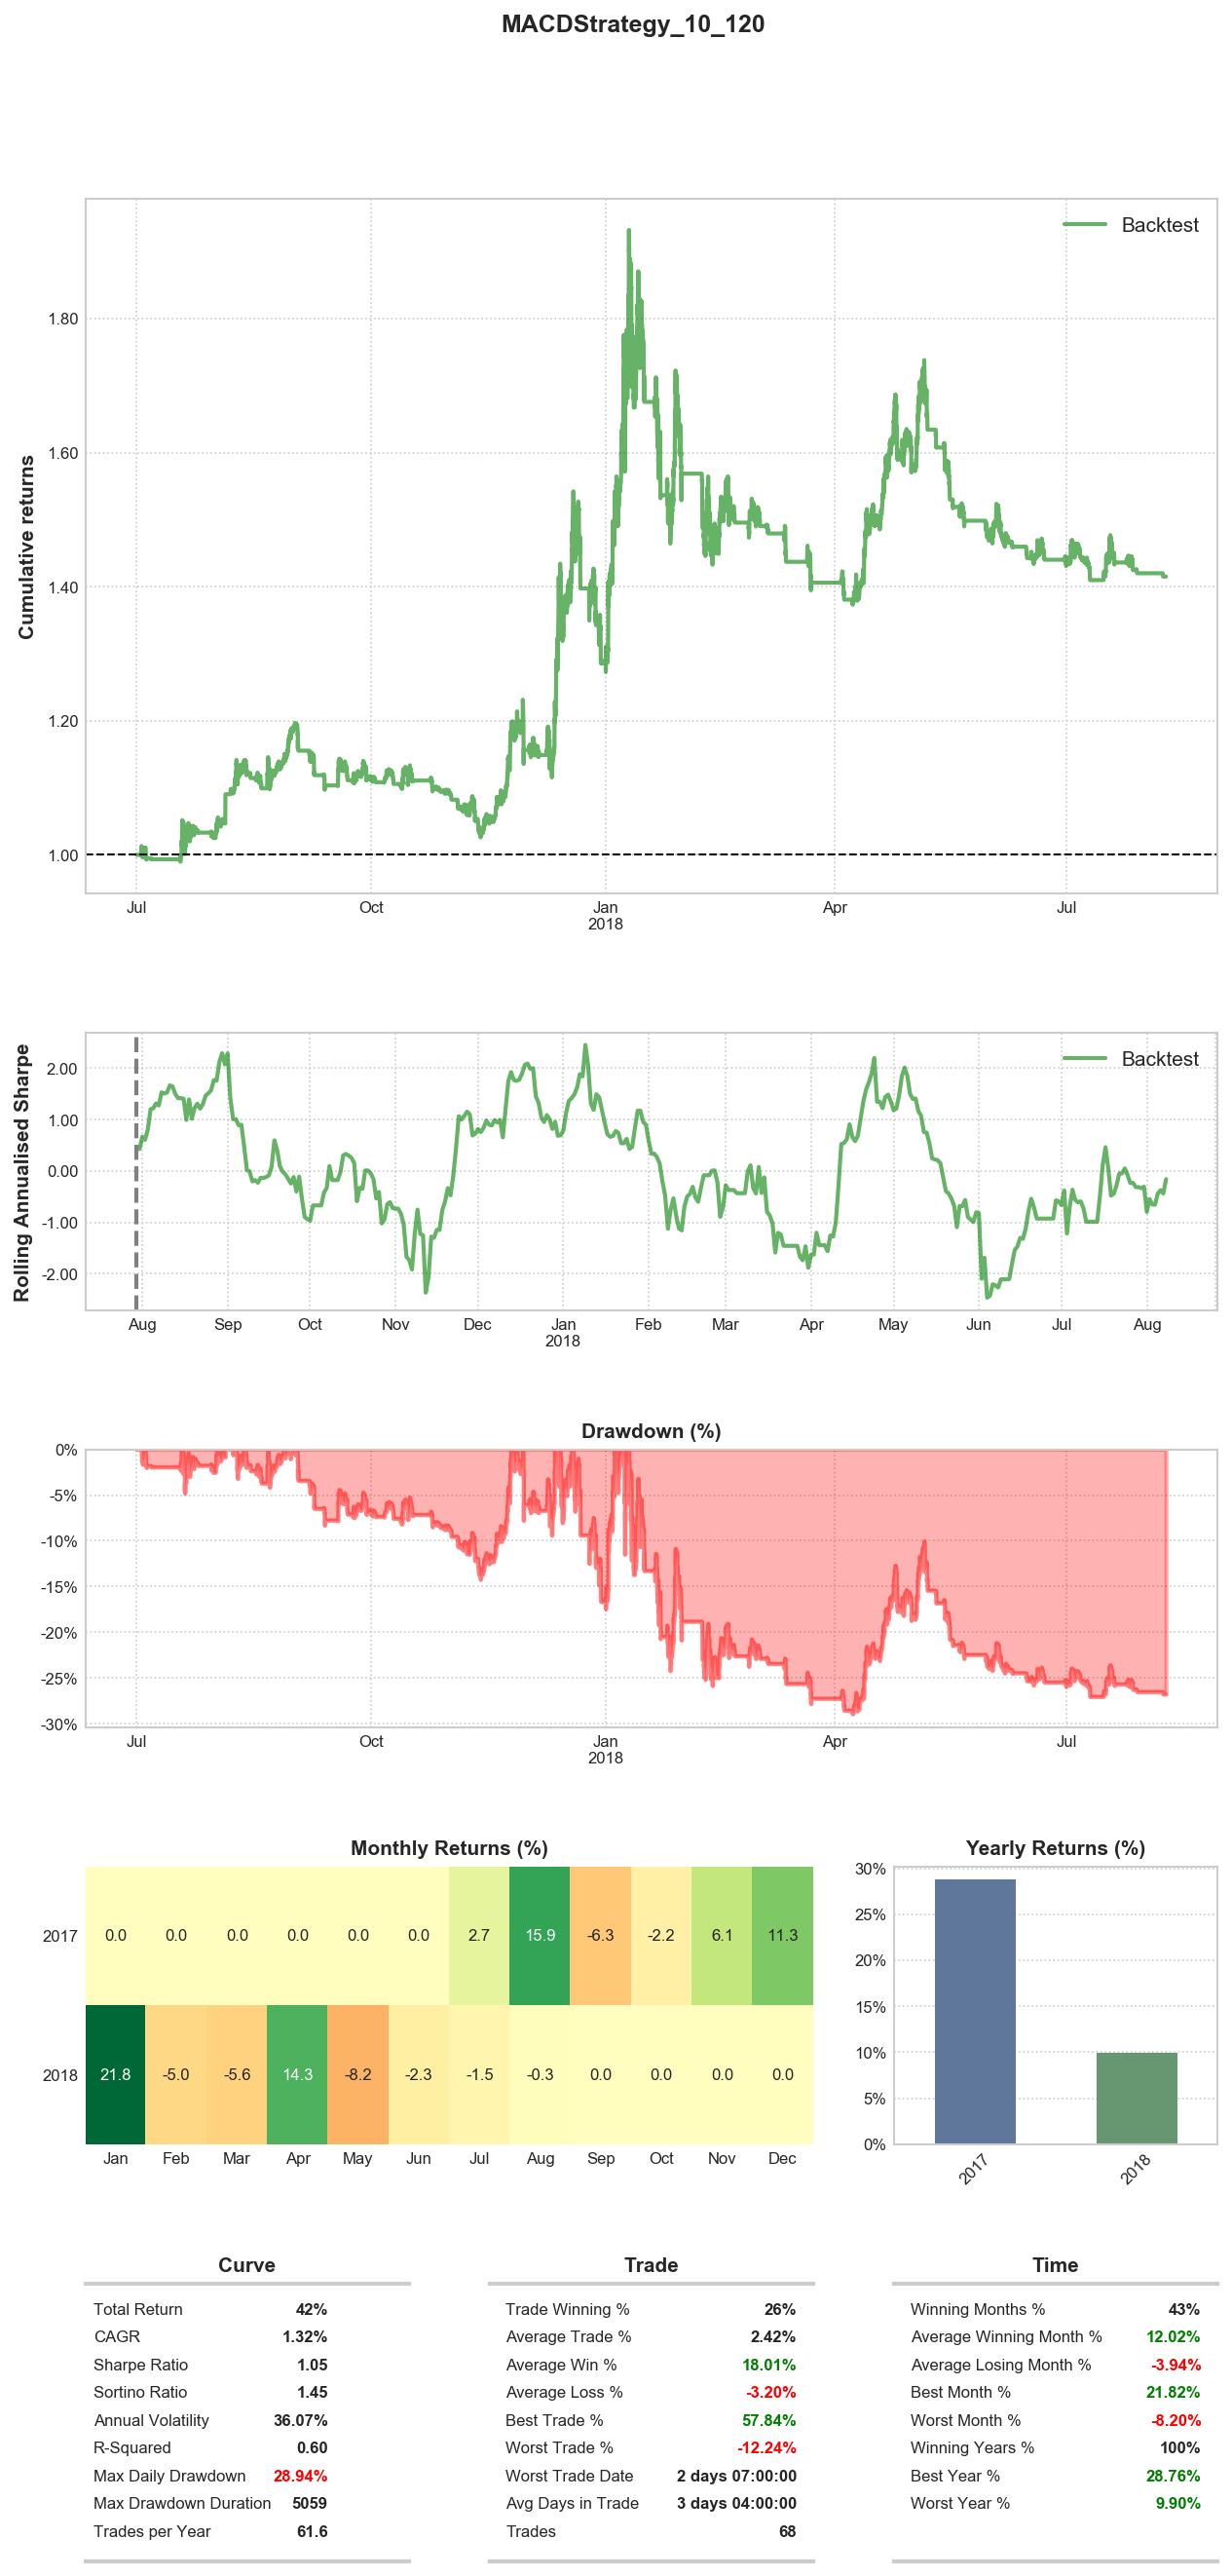 MACDStrategy_10_120
Backtest
Cumulative returns
1.80
1.60
1.40
1.20
1.00
Jul Oct Jan Apr Jul
2018
Backtest
Rolling Annualised Sharpe
2.00
1.00
0.00
-1.00
-2.00
Aug Sep Oct Nov Dec Jan Feb Mar Apr May Jun Jul Aug
2018
Drawdown (%)
0%
-5%
-10%
-15%
-20%
-25%
-30%
Jul Oct Jan Apr Jul
2018
Monthly Returns (%)
2017 0.0 0.0 0.0 0.0 0.0 0.0 2.7 15.9 -6.3 -2.2 6.1 11.3
2018 21.8 -5.0 -5.6 14.3 -8.2 -2.3 -1.5 -0.3 0.0 0.0 0.0 0.0
Jan Feb Mar Apr May Jun Jul Aug Sep Oct Nov Dec
Yearly Returns (%)
30%
25%
20%
15%
10%
5%
0%
2017 2018
Curve
Total Return 42%
CAGR 1.32%
Sharpe Ratio 1.05
Sortino Ratio 1.45
Annual Volatility 36.07%
R-Squared 0.60
Max Daily Drawdown 28.94%
Max Drawdown Duration 5059
Trades per Year 61.6
Trade
Trade Winning % 26%
Average Trade % 2.42%
Average Win % 18.01%
Average Loss % -3.20%
Best Trade % 57.84%
Worst Trade % -12.24%
Worst Trade Date 2 days 07:00:00
Avg Days in Trade 3 days 04:00:00
Trades 68
Time
Winning Months % 43%
Average Winning Month % 12.02%
Average Losing Month % -3.94%
Best Month % 21.82%
Worst Month % -8.20%
Winning Years % 100%
Best Year % 28.76%
Worst Year % 9.90%